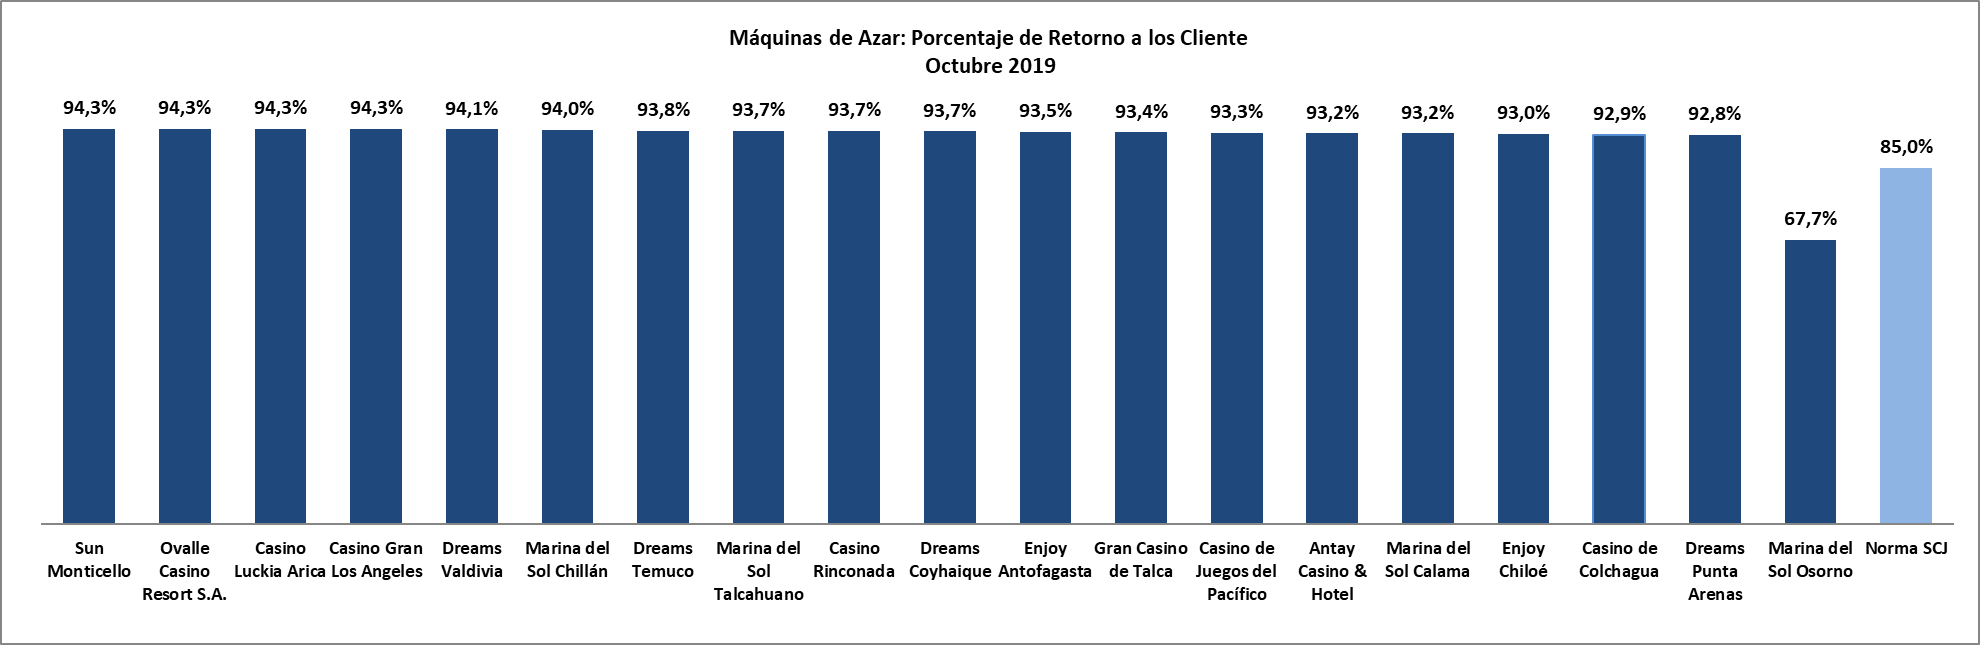 Máquinas de Azar: Porcentaje de Retorno a los Cliente
Octubre 2019
94,3% 94,3% 94,3% 94,3% 94,1% 94,0% 93,8% 93,7% 93,7% 93,7% 93,5% 93,4% 93,3% 93,2% 93,2% 93,0% 92,9% 92,8% 67,7% 85,0%
Sun
Monticello
Ovalle
Casino
Resort S.A.
Casino
Luckia Arica
Casino Gran
Los Angeles
Dreams
Valdivia
Marina del
Sol Chillán
Dreams
Temuco
Marina del
Sol
Talcahuano
Casino
Rinconada
Dreams
Coyhaique
Enjoy
Antofagasta
Gran Casino
de Talca
Casino de
Juegos del
Pacífico
Antay
Casino &
Hotel
Marina del
Sol Calama
Enjoy
Chiloé
Casino de
Colchagua
Dreams
Punta
Arenas
Marina del
Sol Osorno
Norma SCJ